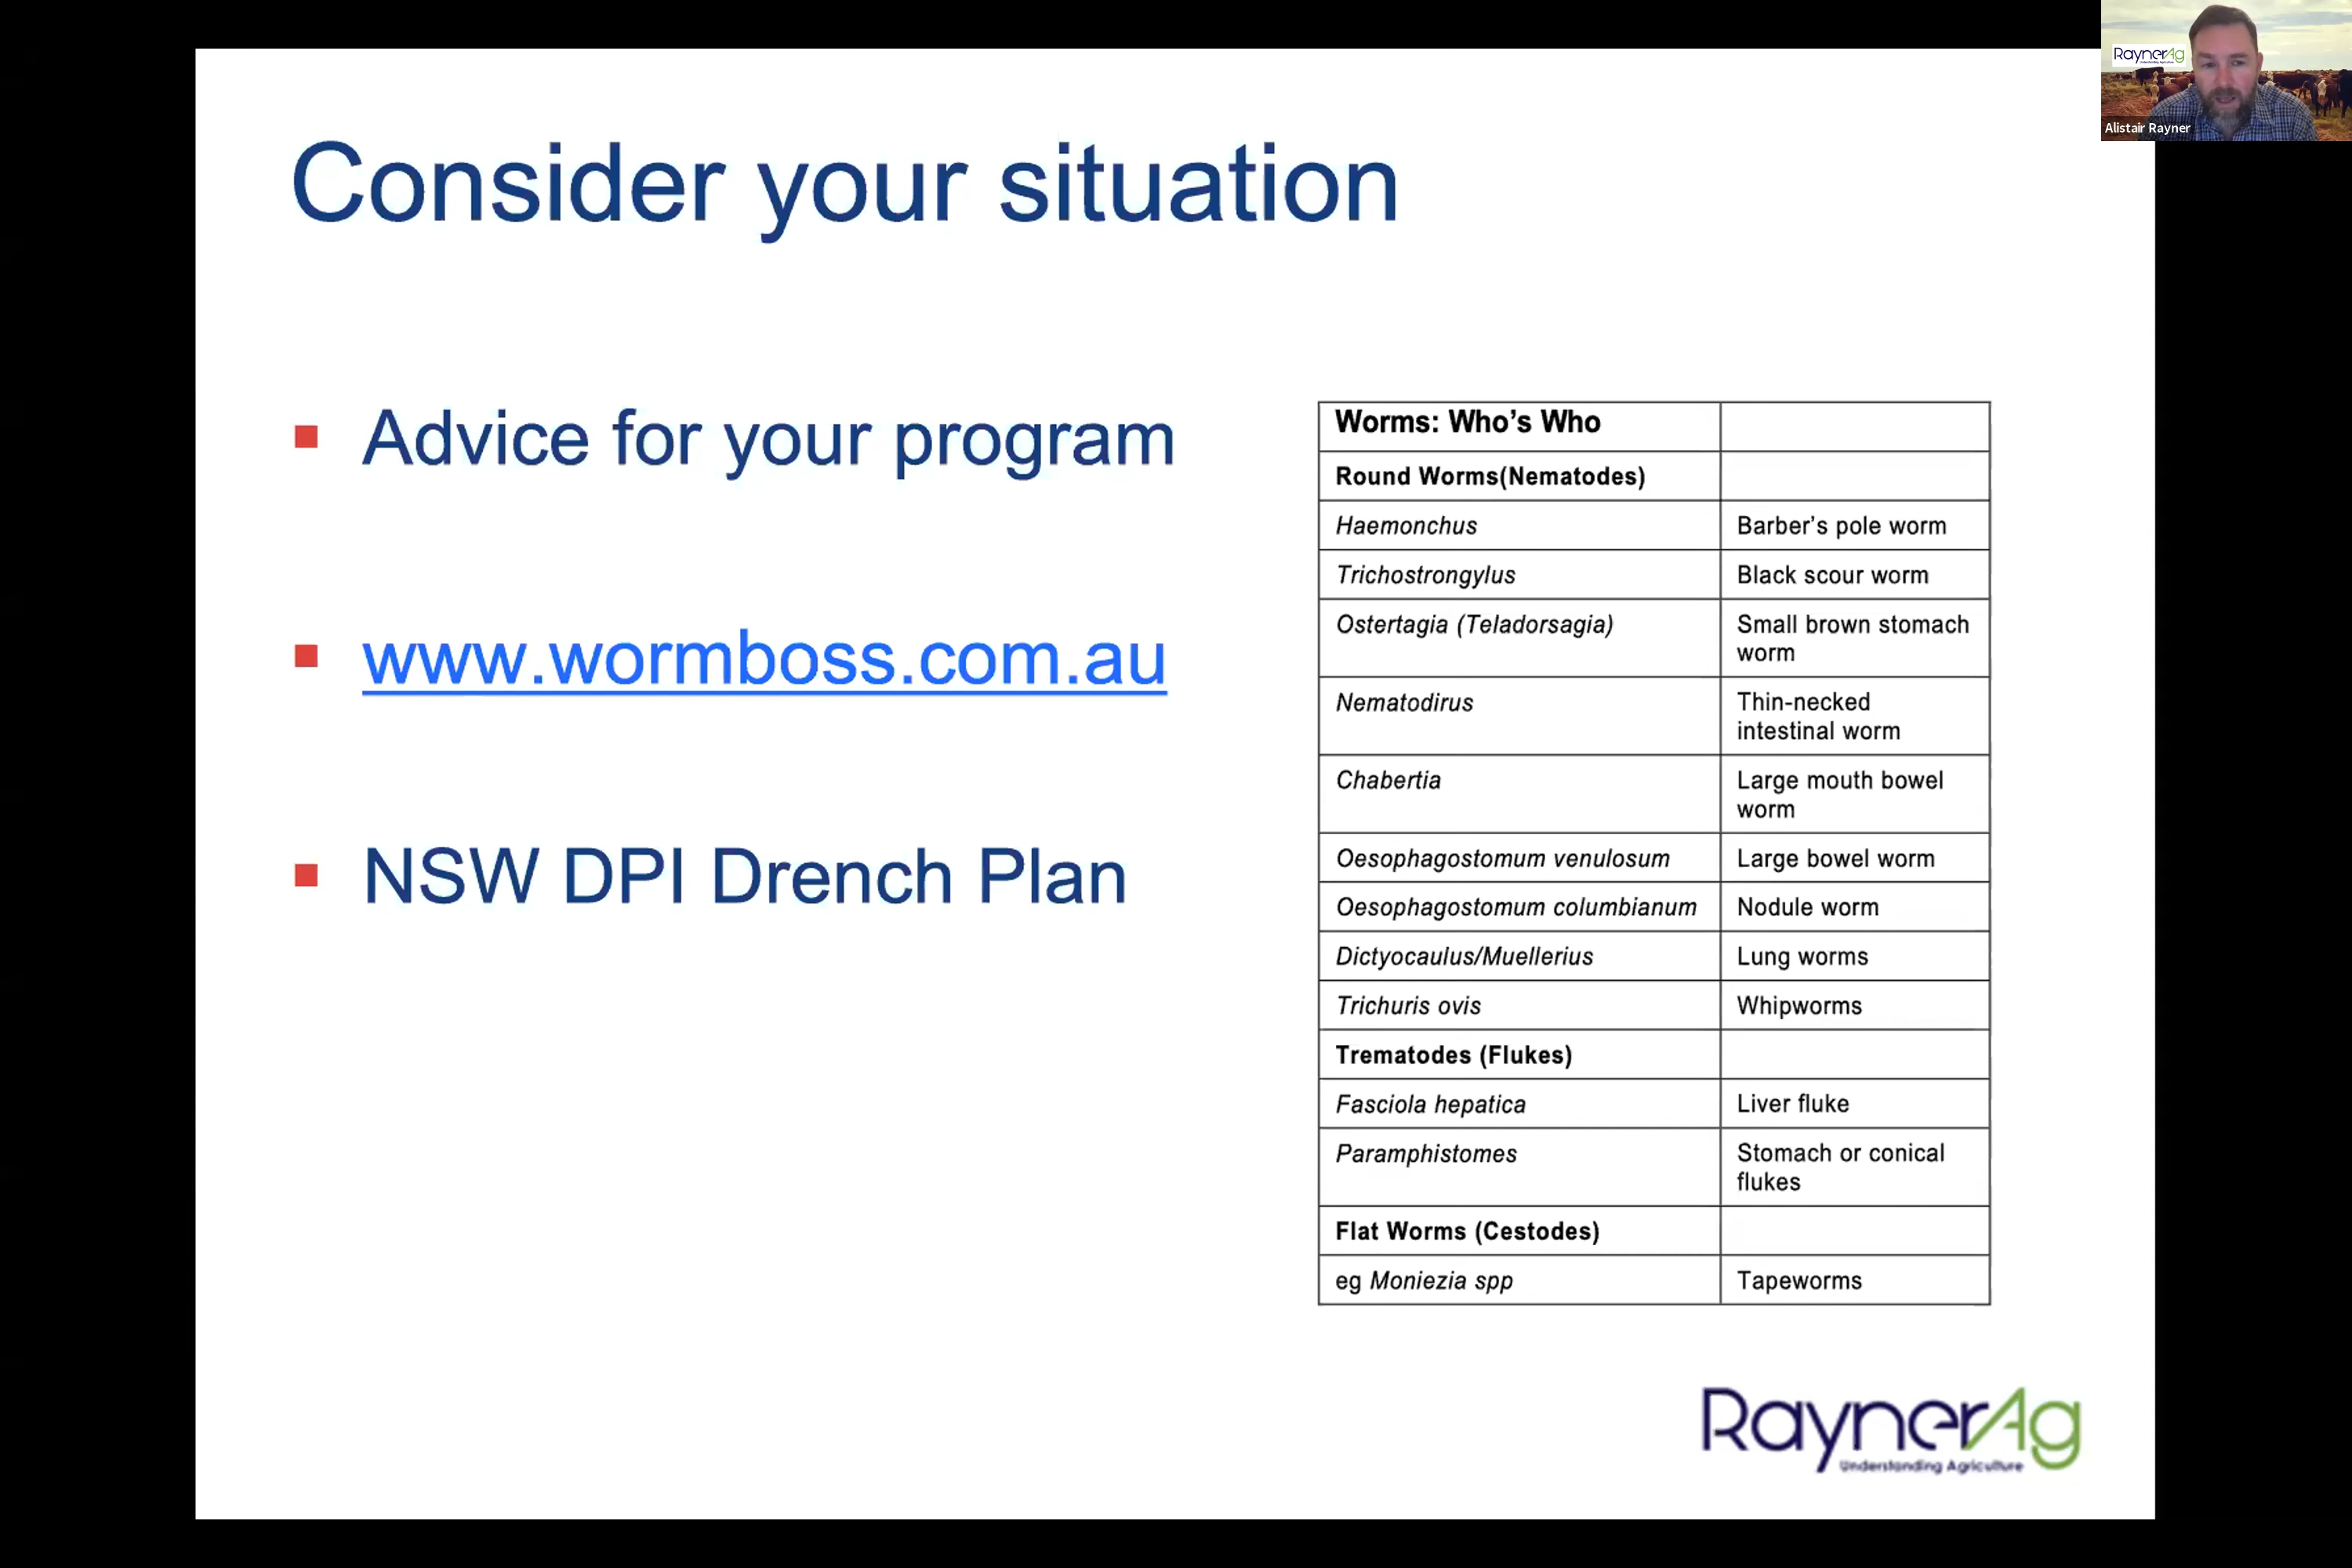 Consider your situation
Advice for your program
www.wormboss.com.au
NSW DPI Drench Plan
Worms: Who's Who
Round Worms(Nematodes)
Haemonchus Barber's pole worm
Trichostrongylus Black scour worm
Ostertagia (Teladorsagia) Small brown stomach
worm
Nematodirus Thin-necked
intestinal worm
Chabertia Large mouth bowel
worm
Oesophagostomum venulosum Large bowel worm
Oesophagostomum columbianum Nodule worm
Dictyocaulus/Muellerius Lung worms
Trichuris ovis Whipworms
Trematodes (Flukes)
Fasciola hepatica Liver fluke
Paramphistomes Stomach or conical
flukes
Flat Worms (Cestodes)
eg Moniezia spp Tapeworms
RaynerAg
Understanding Agriculture
RaynerAg
Understanding Agriculture
Alistair Rayner